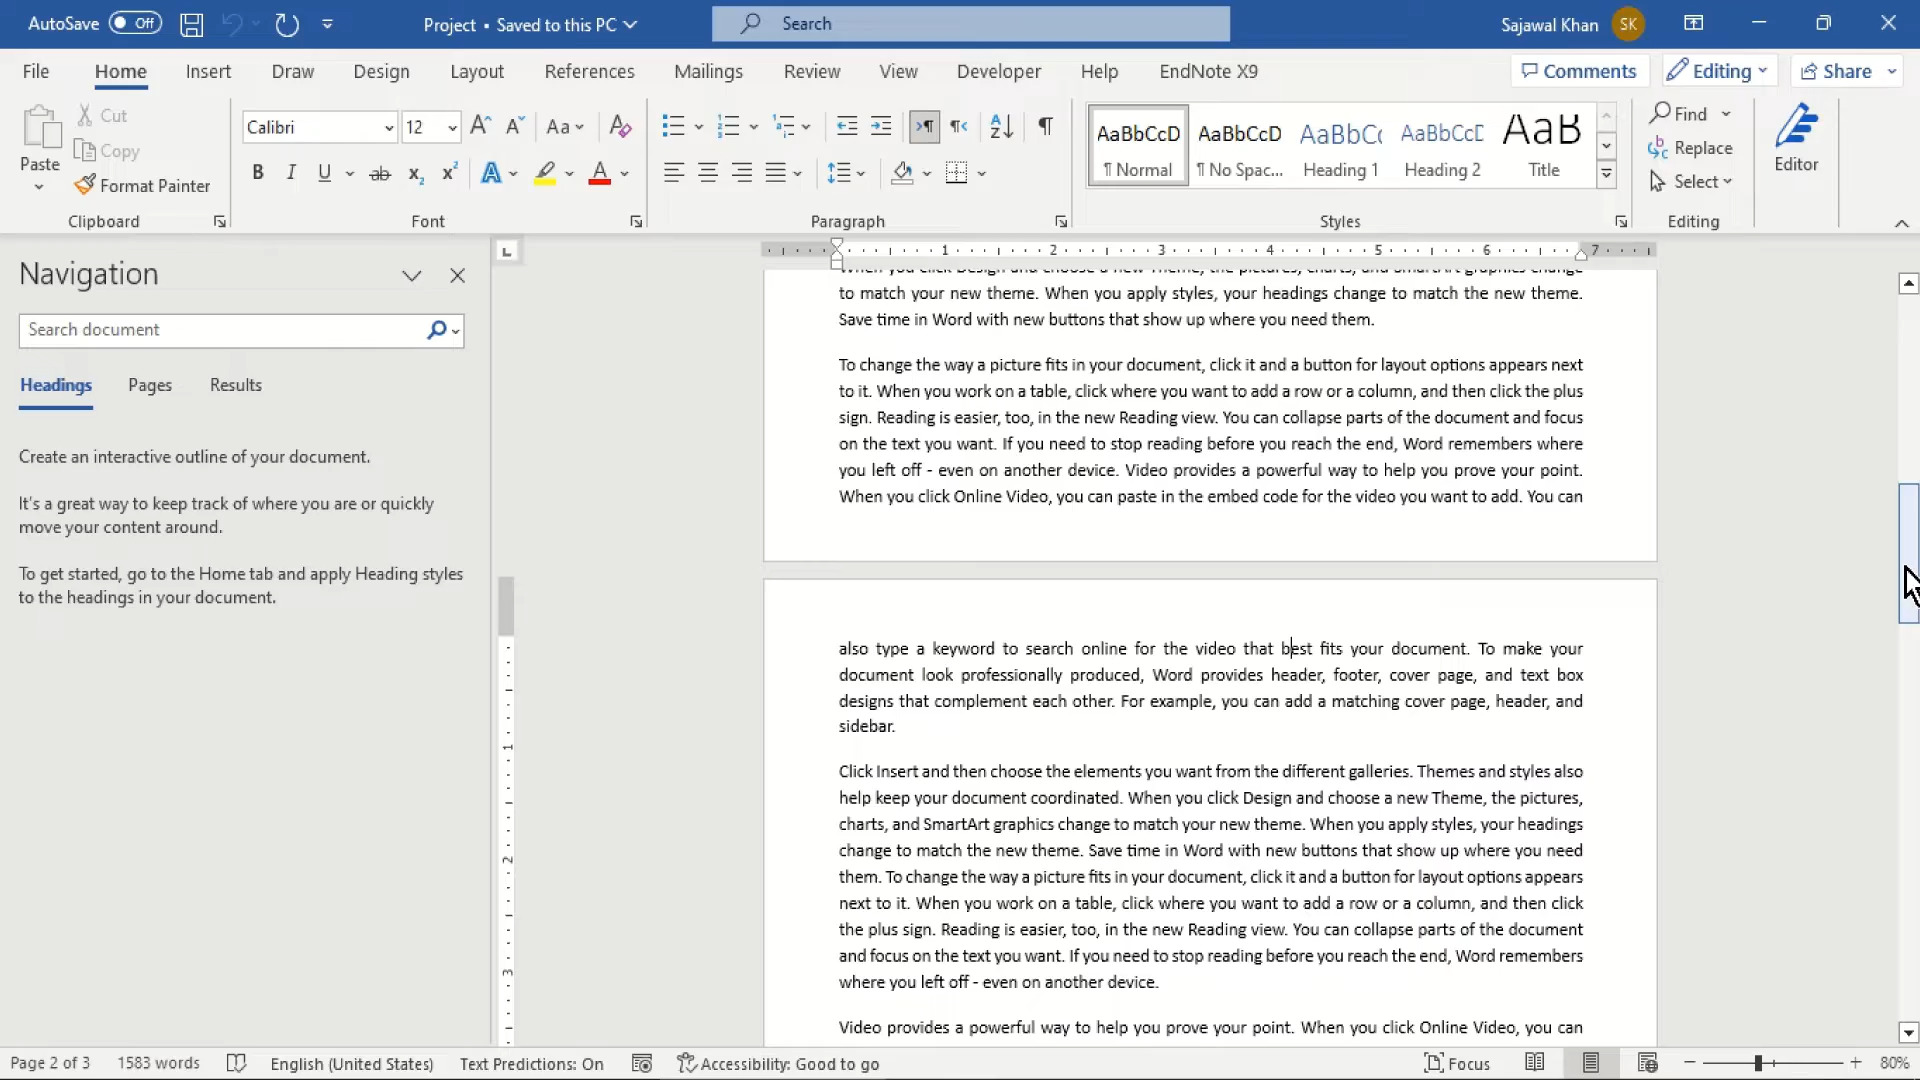 AutoSave Off Project • Saved to this PC Search Sajawal Khan SK
File Home Insert Draw Design Layout References Mailings Review View Developer Help EndNote X9 Comments Editing Share
Paste Cut Copy Format Painter
Clipboard
Calibri 12 Aa
B I U ab x₂ x² A A
Font
Paragraph
AaBbCcD AaBbCcD AaBbC AaBbCcD AaB
¶ Normal ¶ No Spac... Heading 1 Heading 2 Title
Styles
Find Replace Select
Editing
Editor
Navigation
Search document
Headings Pages Results
Create an interactive outline of your document.
It's a great way to keep track of where you are or quickly
move your content around.
To get started, go to the Home tab and apply Heading styles
to the headings in your document.
1 2 3 4 5 6 7
When you click Design and choose a new Theme, the pictures, charts, and SmartArt graphics change
to match your new theme. When you apply styles, your headings change to match the new theme.
Save time in Word with new buttons that show up where you need them.
To change the way a picture fits in your document, click it and a button for layout options appears next
to it. When you work on a table, click where you want to add a row or a column, and then click the plus
sign. Reading is easier, too, in the new Reading view. You can collapse parts of the document and focus
on the text you want. If you need to stop reading before you reach the end, Word remembers where
you left off - even on another device. Video provides a powerful way to help you prove your point.
When you click Online Video, you can paste in the embed code for the video you want to add. You can
also type a keyword to search online for the video that best fits your document. To make your
document look professionally produced, Word provides header, footer, cover page, and text box
designs that complement each other. For example, you can add a matching cover page, header, and
sidebar.
Click Insert and then choose the elements you want from the different galleries. Themes and styles also
help keep your document coordinated. When you click Design and choose a new Theme, the pictures,
charts, and SmartArt graphics change to match your new theme. When you apply styles, your headings
change to match the new theme. Save time in Word with new buttons that show up where you need
them. To change the way a picture fits in your document, click it and a button for layout options appears
next to it. When you work on a table, click where you want to add a row or a column, and then click
the plus sign. Reading is easier, too, in the new Reading view. You can collapse parts of the document
and focus on the text you want. If you need to stop reading before you reach the end, Word remembers
where you left off - even on another device.
Video provides a powerful way to help you prove your point. When you click Online Video, you can
1
2
3
Page 2 of 3 1583 words English (United States) Text Predictions: On Accessibility: Good to go Focus 80%